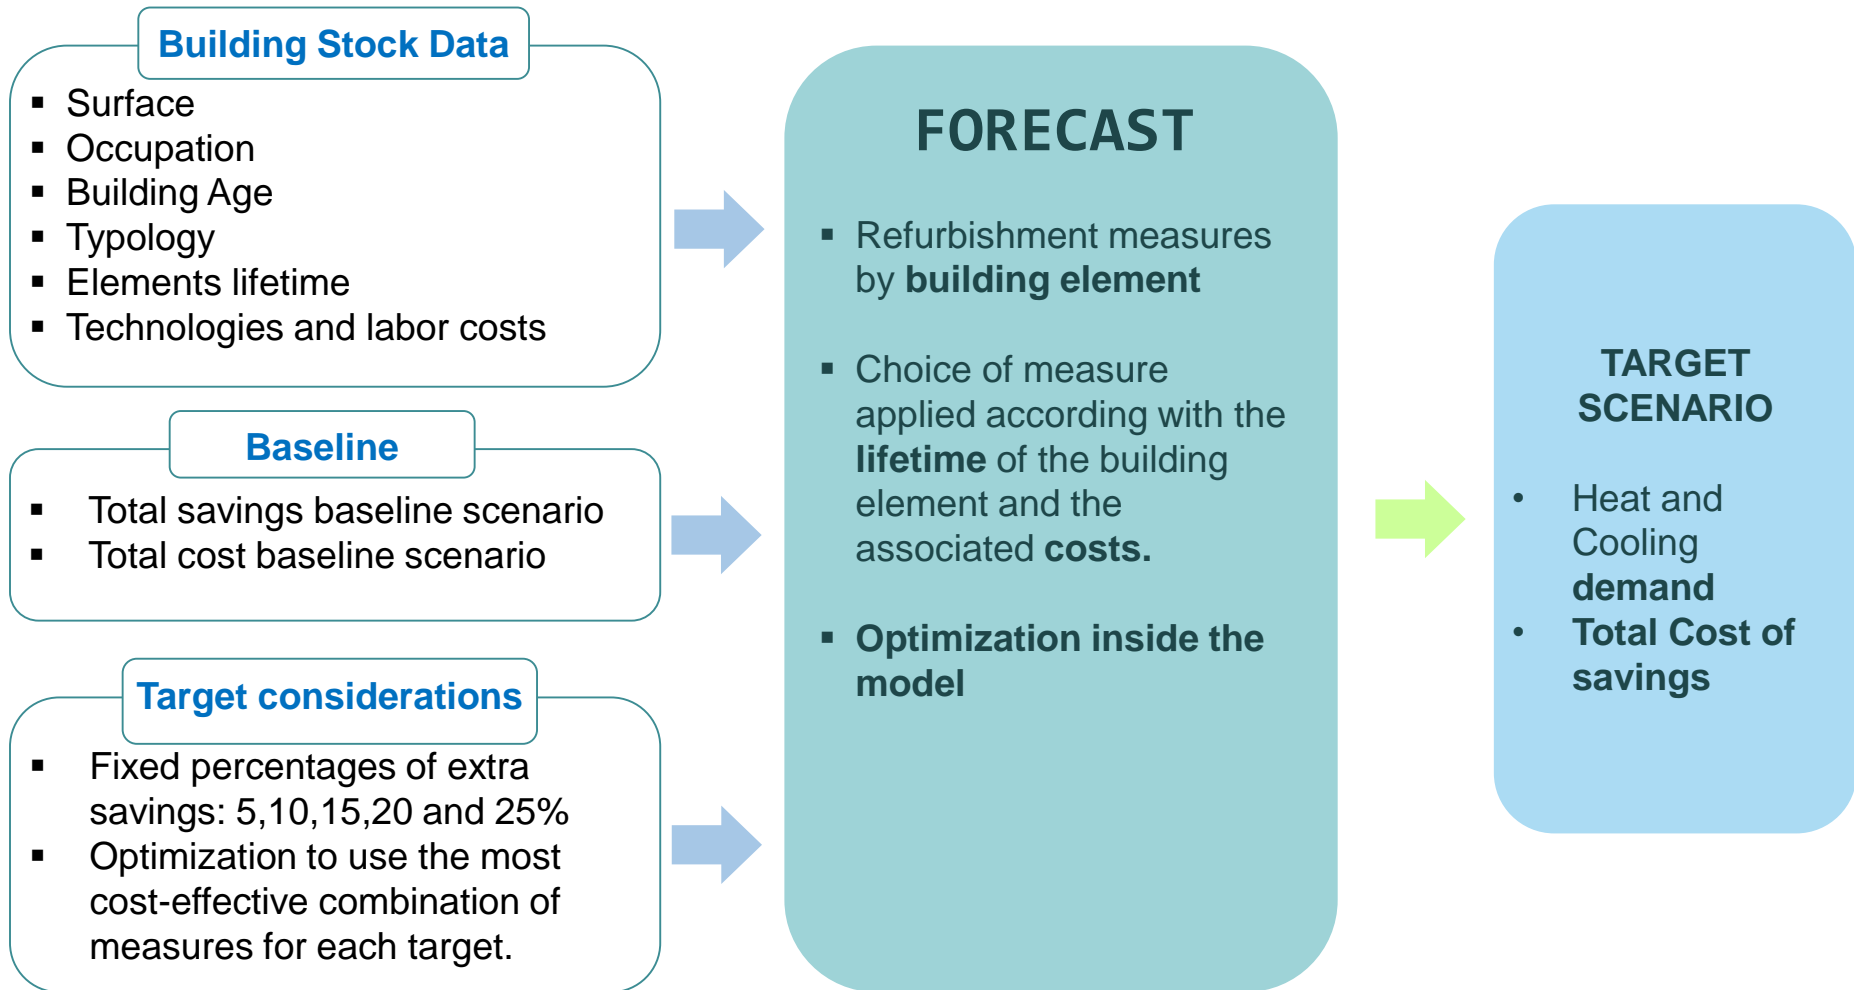 Building Stock Data
▪ Surface
▪ Occupation
▪ Building Age
▪ Typology
▪ Elements lifetime
▪ Technologies and labor costs
Baseline
▪ Total savings baseline scenario
▪ Total cost baseline scenario
Target considerations
▪ Fixed percentages of extra
savings: 5,10,15,20 and 25%
▪ Optimization to use the most
cost-effective combination of
measures for each target.
FORECAST
▪ Refurbishment measures
by building element
▪ Choice of measure
applied according with the
lifetime of the building
element and the
associated costs.
▪ Optimization inside the
model
TARGET
SCENARIO
• Heat and
Cooling
demand
• Total Cost of
savings